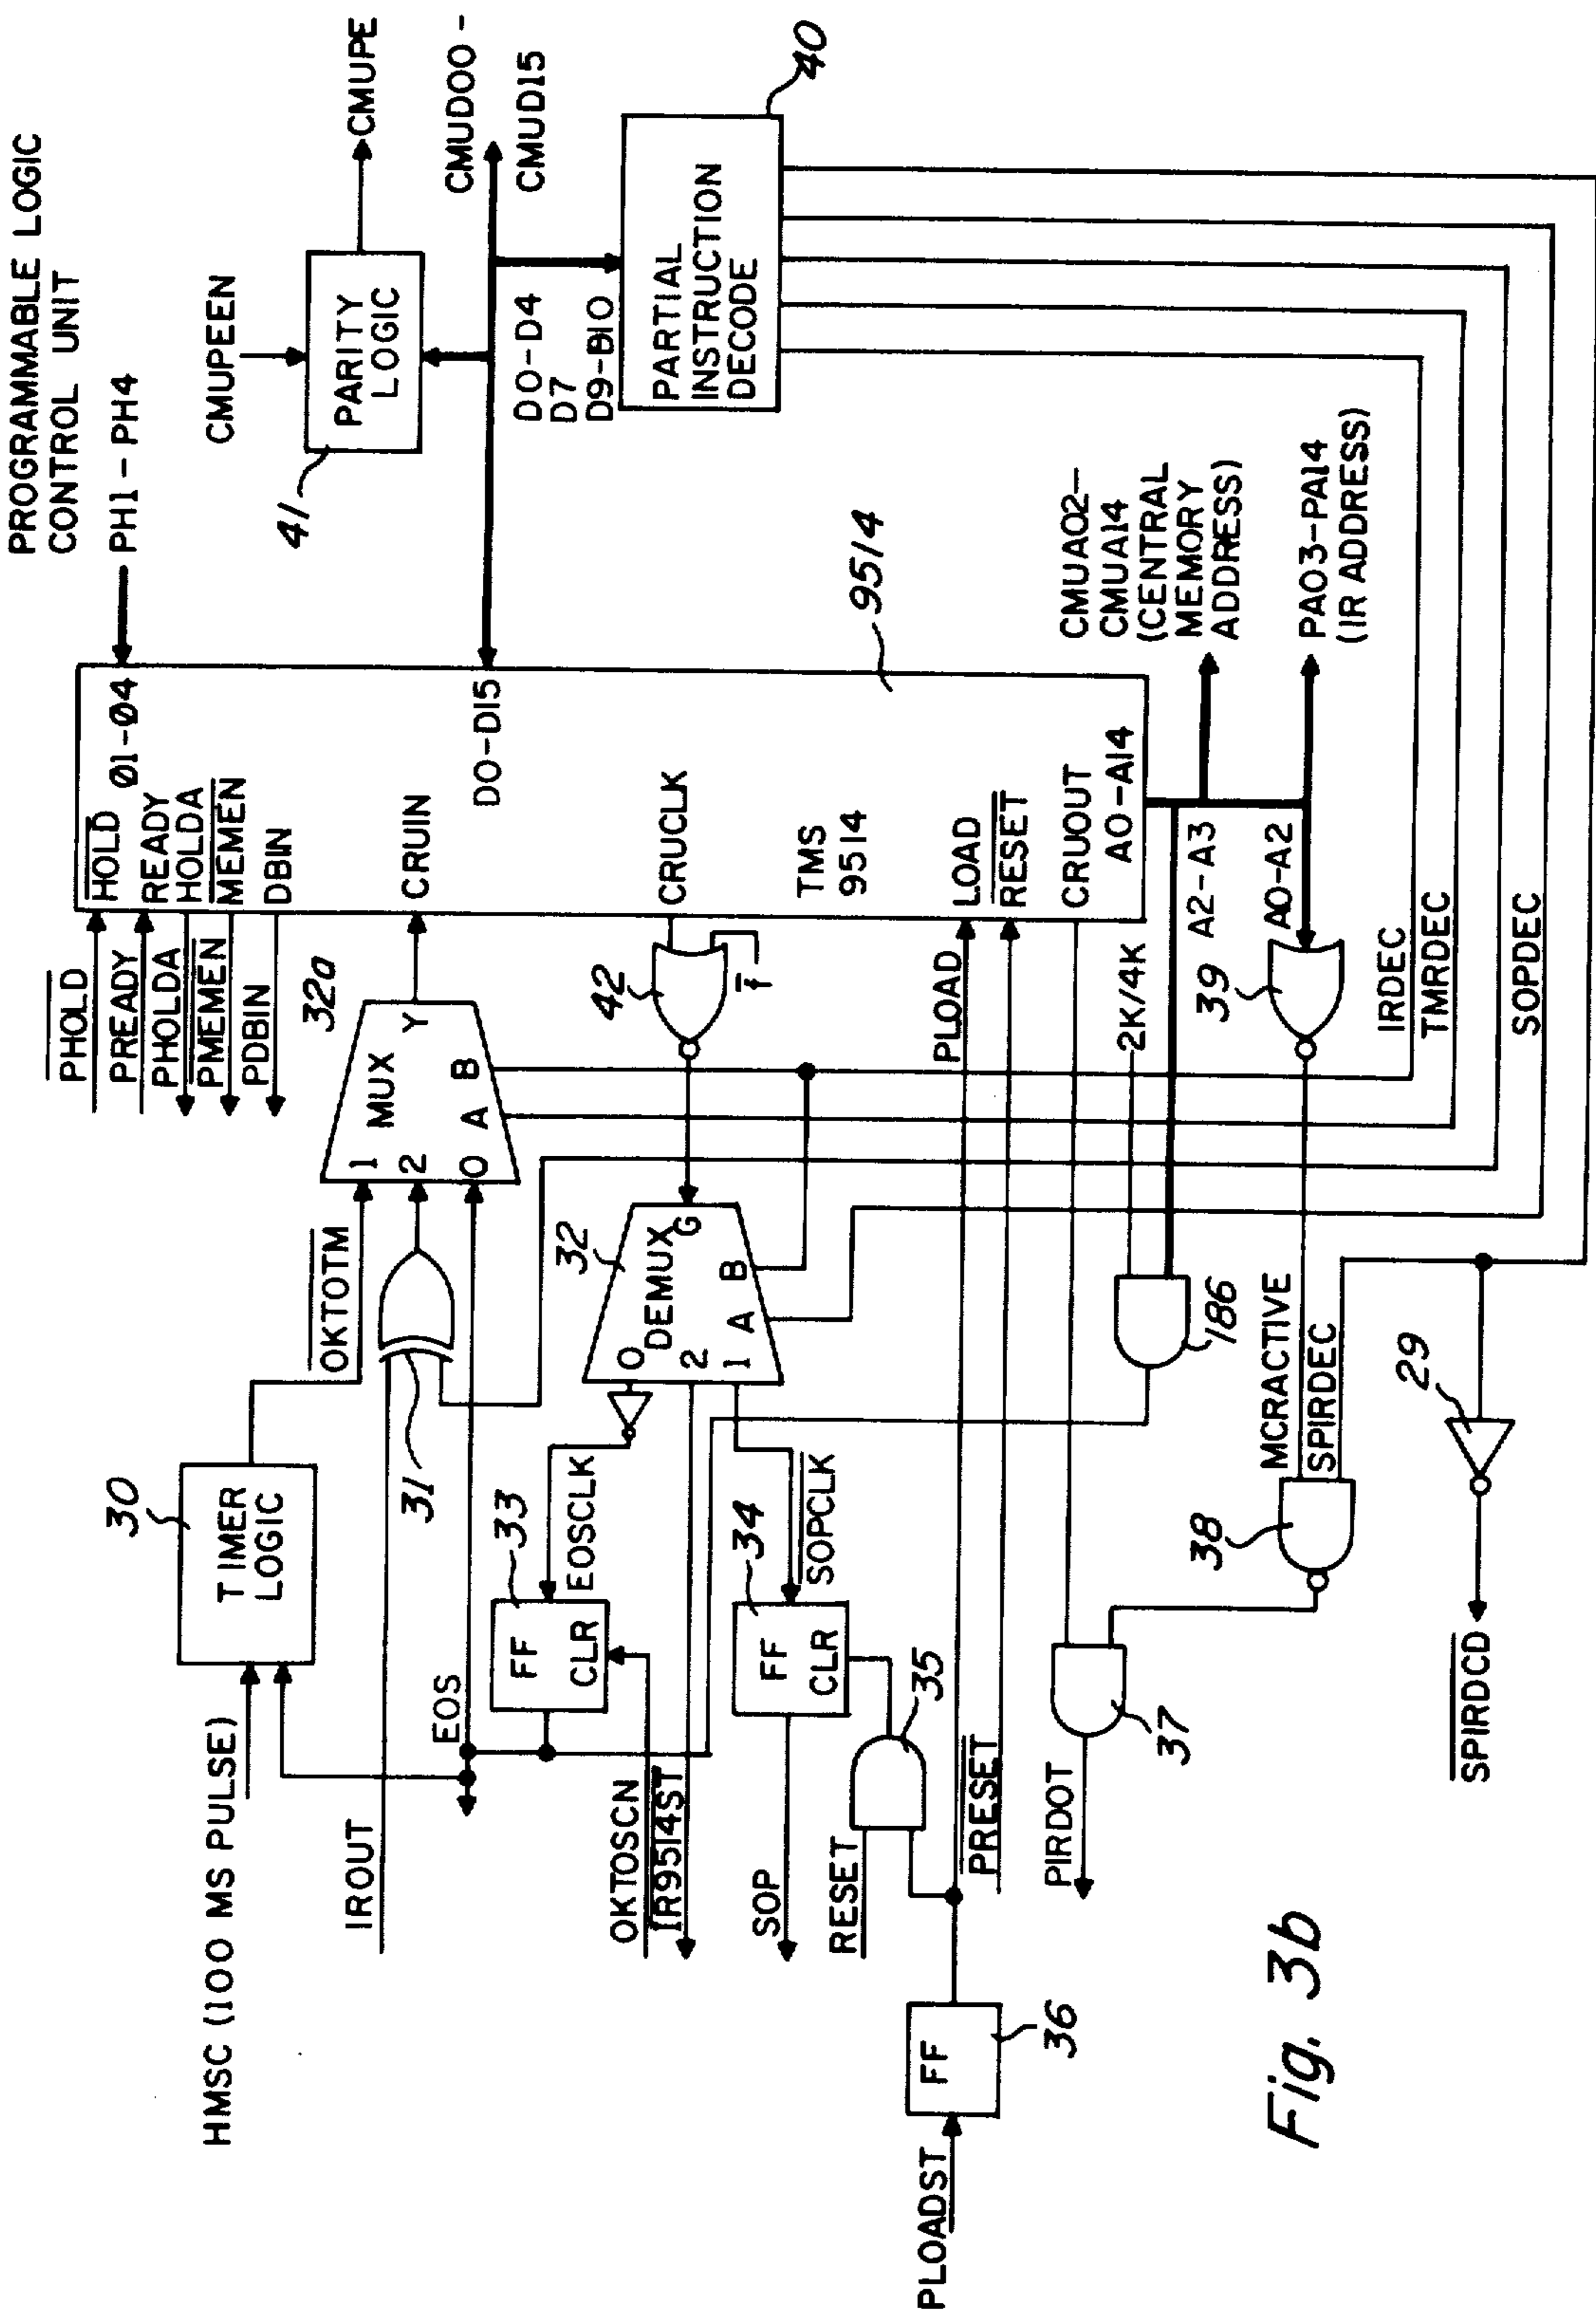 PROGRAMMABLE LOGIC
CONTROL UNIT
PH1-PH4
CMUPEEN
41
PARITY
LOGIC
CMUPE
CMUD00-
CMUD15
D0-D4
D7
D9-D10
PARTIAL
INSTRUCTION
DECODE
40
PHOLD
PREADY
PHOLDA
PMEMEN
PDBIN
HOLD
Ø1-Ø4
READY
HOLDA
MEMEN
DBIN
CRUIN
D0-D15
CRUCLK
TMS
9514
LOAD
RESET
CRUOUT
A0-A14
9514
CMUA02-
CMUA14
(CENTRAL
MEMORY
ADDRESS)
PA03-PA14
(IR ADDRESS)
A2-A3
A0-A2
39
IRDEC
TMRDEC
SOPDEC
HMSC (100 MS PULSE)
30
TIMER
LOGIC
OKTOTM
32a
MUX
1
2
0
Y
A
B
IROUT
31
EOS
42
f
32
DEMUX
0
2
1
G
A
B
33
FF
CLR
EOSCLK
OKTOSCN
IR9514ST
34
FF
CLR
SOPCLK
SOP
RESET
35
PLOAD
PRESET
2K/4K
186
PLOADST
FF
36
PIRDOT
37
38
MCRACTIVE
SPIRDEC
29
SPIRDCD
Fig. 3b